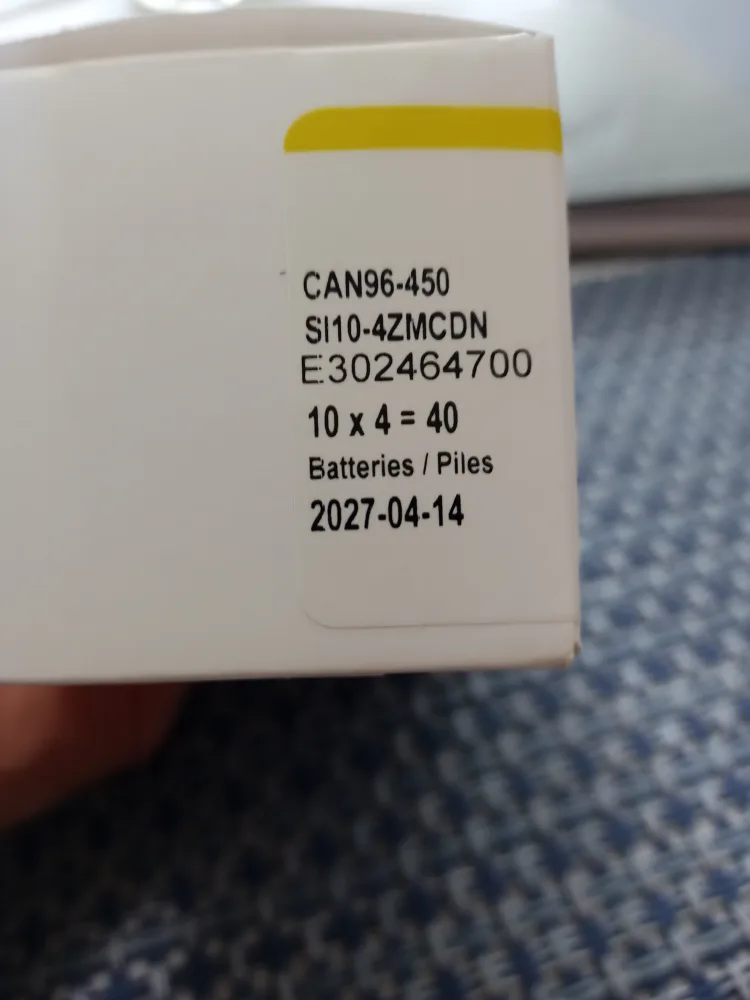 CAN96-450
SI10-4ZMCDN
E302464700
10 x 4 = 40
Batteries / Piles
2027-04-14